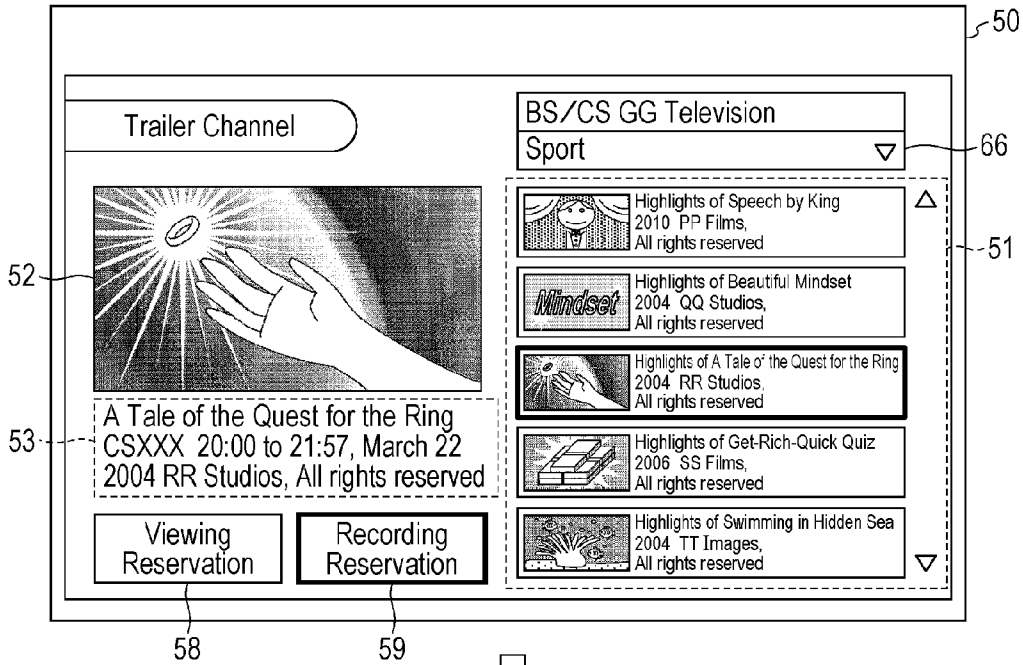 50
Trailer Channel
BS/CS GG Television
Sport
66
51
52
Highlights of Speech by King
2010 PP Films,
All rights reserved
Mindset
Highlights of Beautiful Mindset
2004 QQ Studios,
All rights reserved
Highlights of A Tale of the Quest for the Ring
2004 RR Studios,
All rights reserved
Highlights of Get-Rich-Quick Quiz
2006 SS Films,
All rights reserved
Highlights of Swimming in Hidden Sea
2004 TT Images,
All rights reserved
53
A Tale of the Quest for the Ring
CSXXX 20:00 to 21:57, March 22
2004 RR Studios, All rights reserved
Viewing
Reservation
Recording
Reservation
58
59